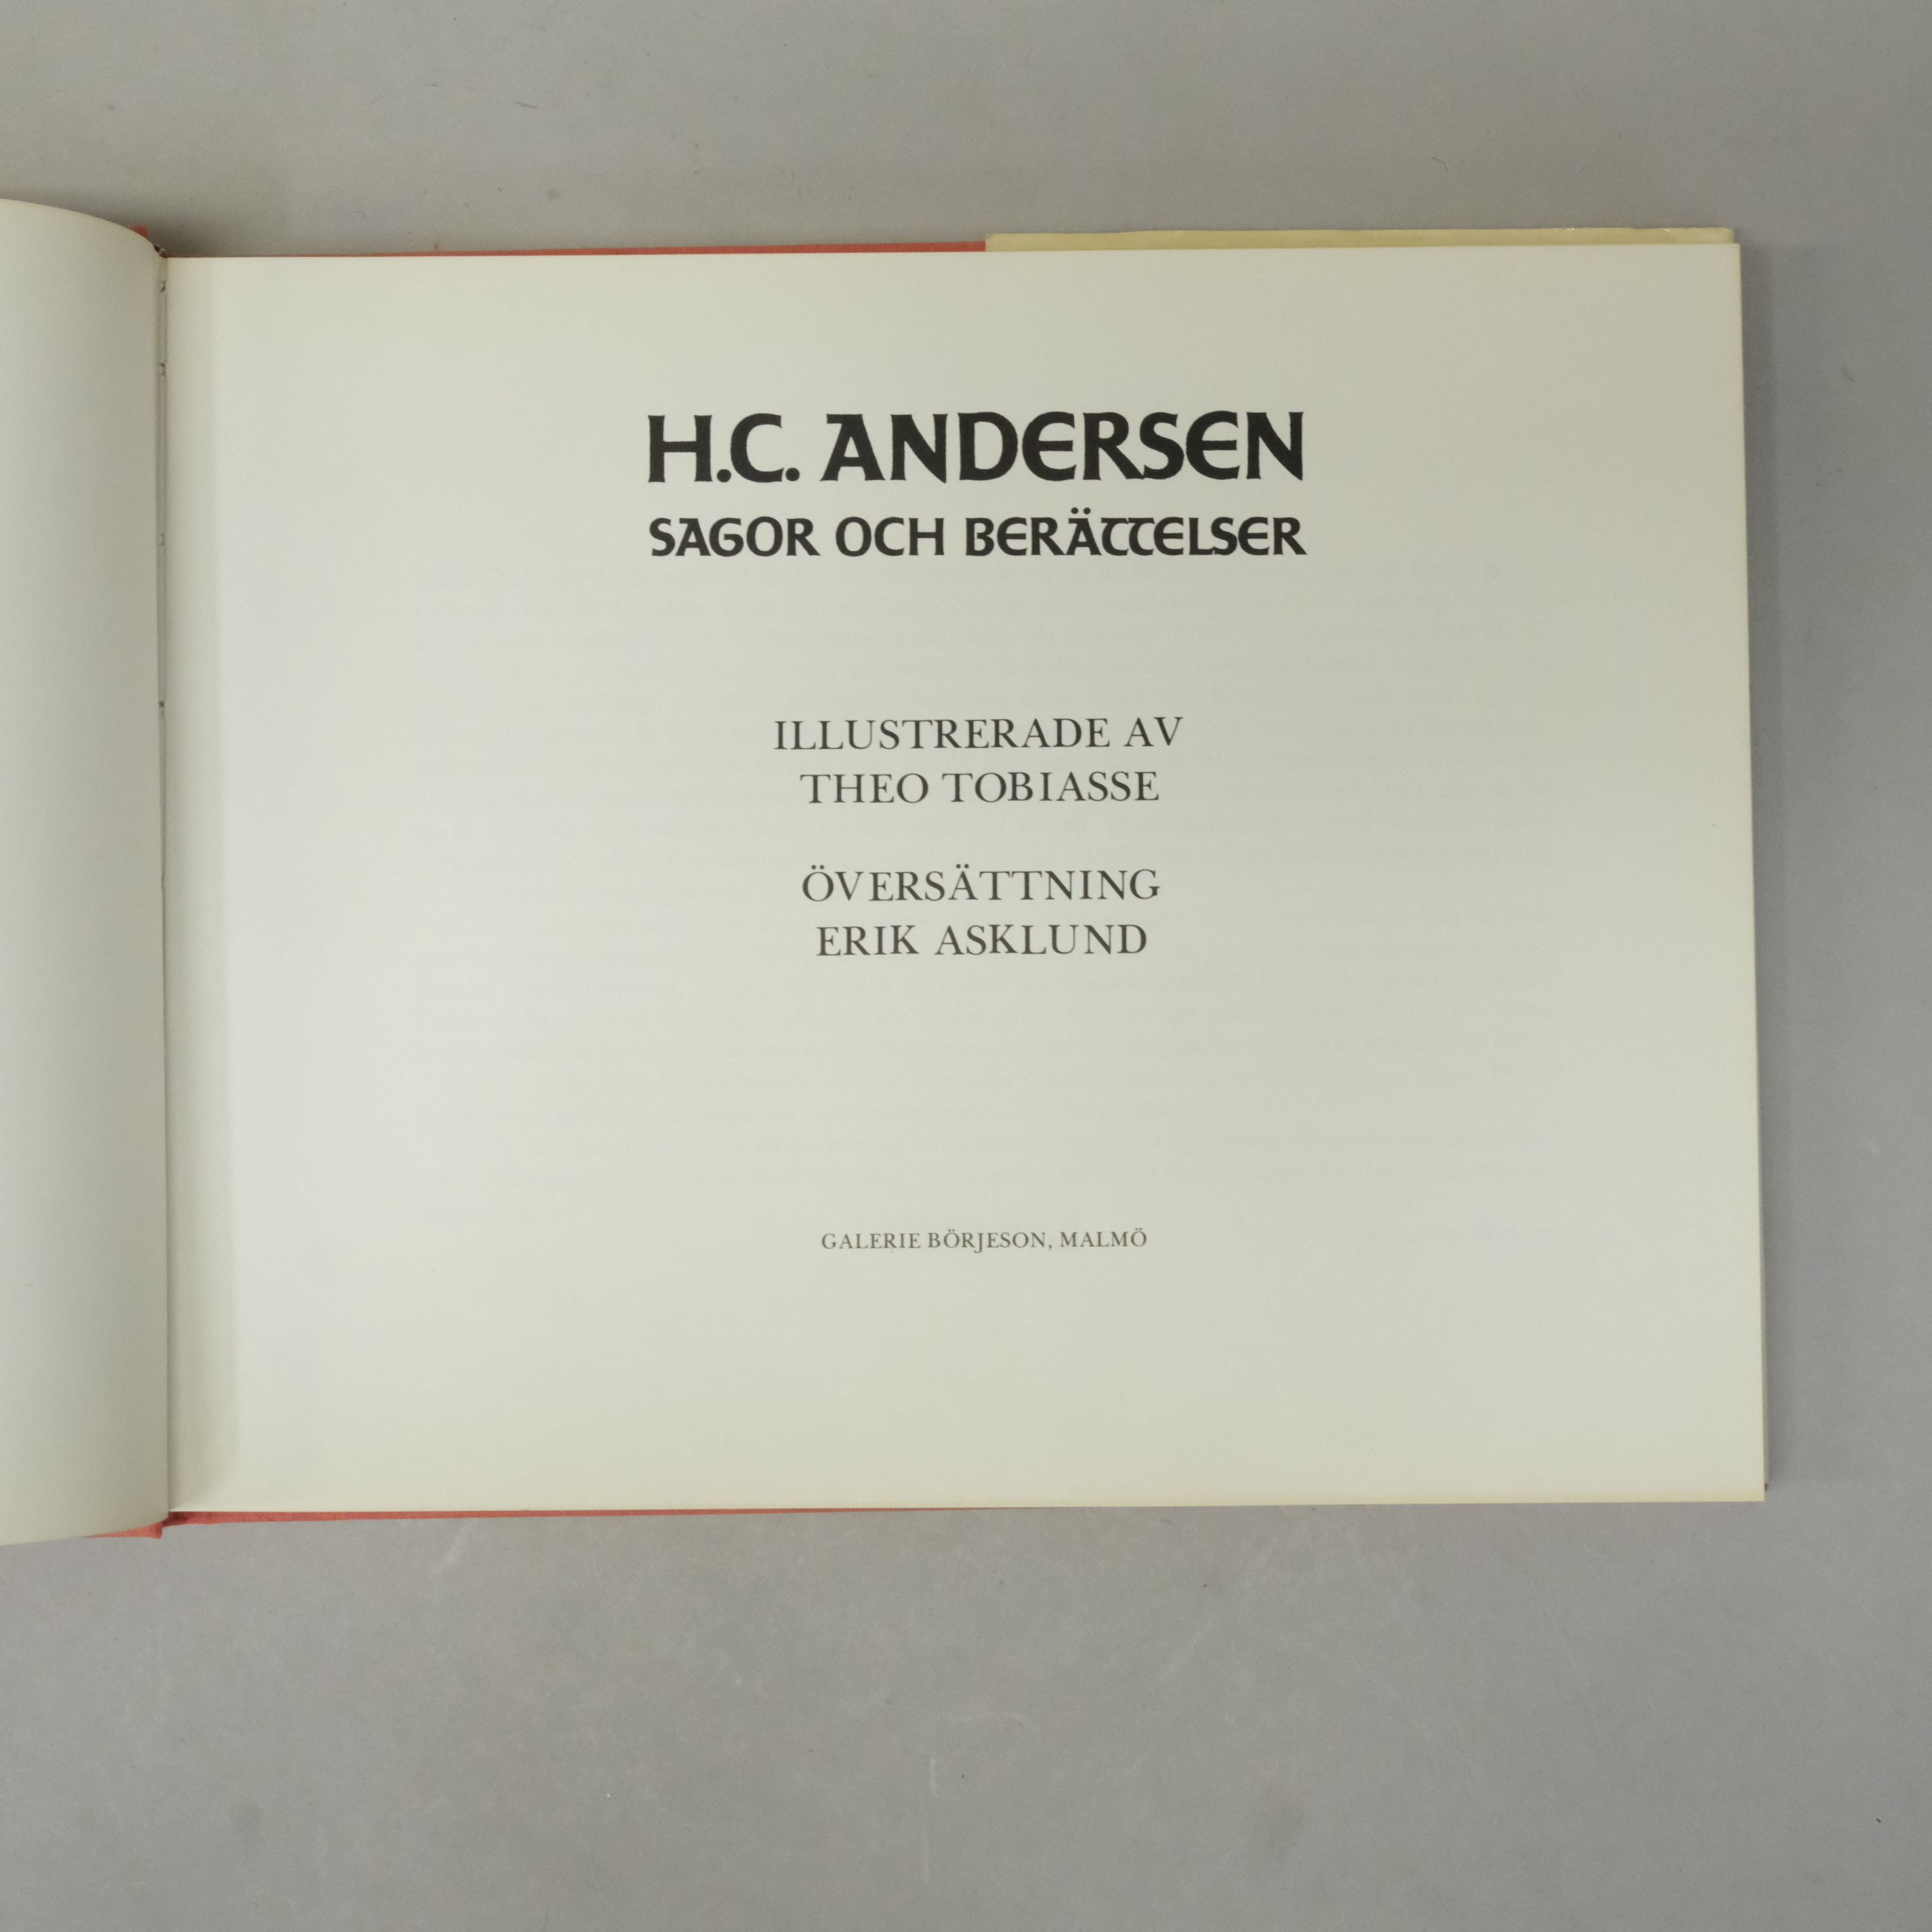 H.C. ANDERSEN
SAGOR OCH BERÄTTELSER
ILLUSTRERADE AV
THEO TOBIASSE
ÖVERSÄTTNING
ERIK ASKLUND
GALERIE BÖRJESON, MALMÖ